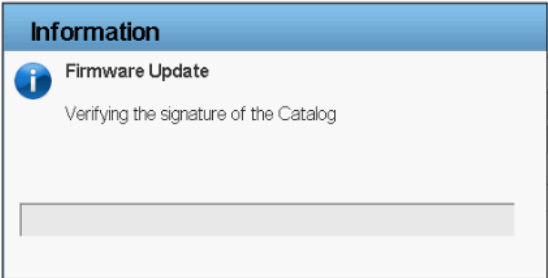 Information
Firmware Update
Verifying the signature of the Catalog